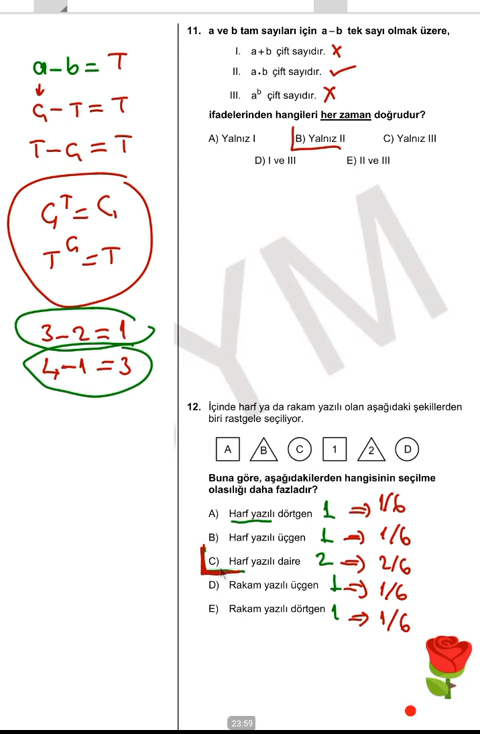 a-b = T
↓
Ç-T=T
T-Ç=T
Ç^T=Ç
T^Ç=T
3-2=1
4-1=3
11. a ve b tam sayıları için a-b tek sayı olmak üzere,
I. a+b çift sayıdır. X
II. a.b çift sayıdır. ✓
III. a^b çift sayıdır. X
ifadelerinden hangileri her zaman doğrudur?
A) Yalnız I B) Yalnız II C) Yalnız III
D) I ve III E) II ve III
YM
12. İçinde harf ya da rakam yazılı olan aşağıdaki şekillerden
biri rastgele seçiliyor.
A B C 1 2 D
Buna göre, aşağıdakilerden hangisinin seçilme
olasılığı daha fazladır?
A) Harf yazılı dörtgen 1 ⇒ 1/6
B) Harf yazılı üçgen 1 ⇒ 1/6
C) Harf yazılı daire 2 ⇒ 2/6
D) Rakam yazılı üçgen 1 ⇒ 1/6
E) Rakam yazılı dörtgen 1 ⇒ 1/6
23:59